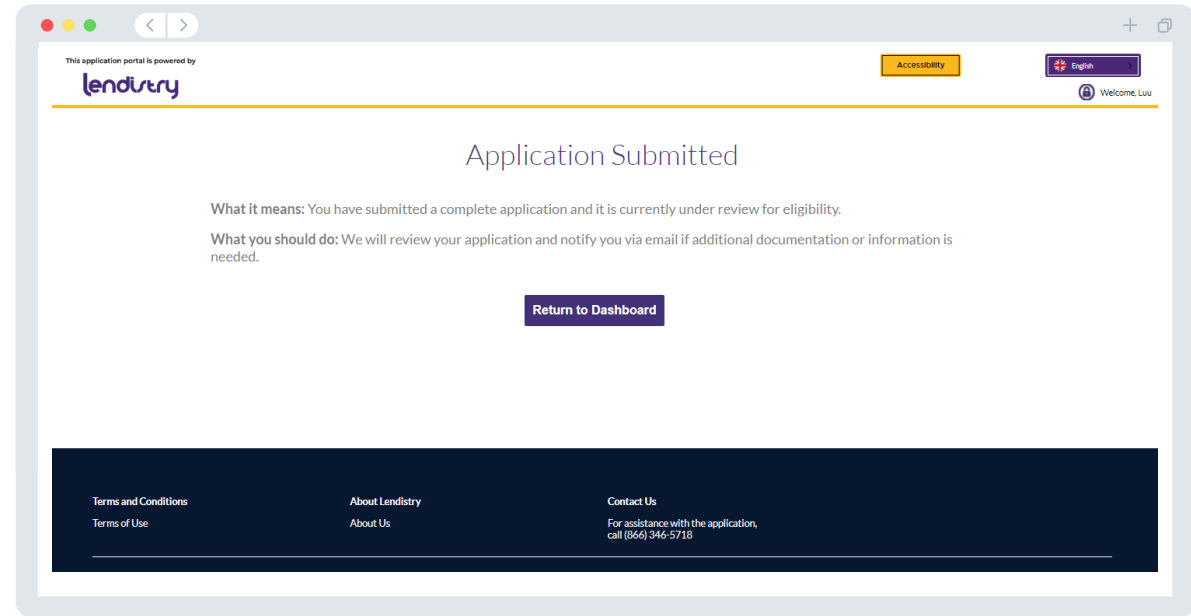 This application portal is powered by
lendistry
Accessibility
English
Welcome, Luu
Application Submitted
What it means: You have submitted a complete application and it is currently under review for eligibility.
What you should do: We will review your application and notify you via email if additional documentation or information is
needed.
Return to Dashboard
Terms and Conditions
Terms of Use
About Lendistry
About Us
Contact Us
For assistance with the application,
call (866) 346-5718